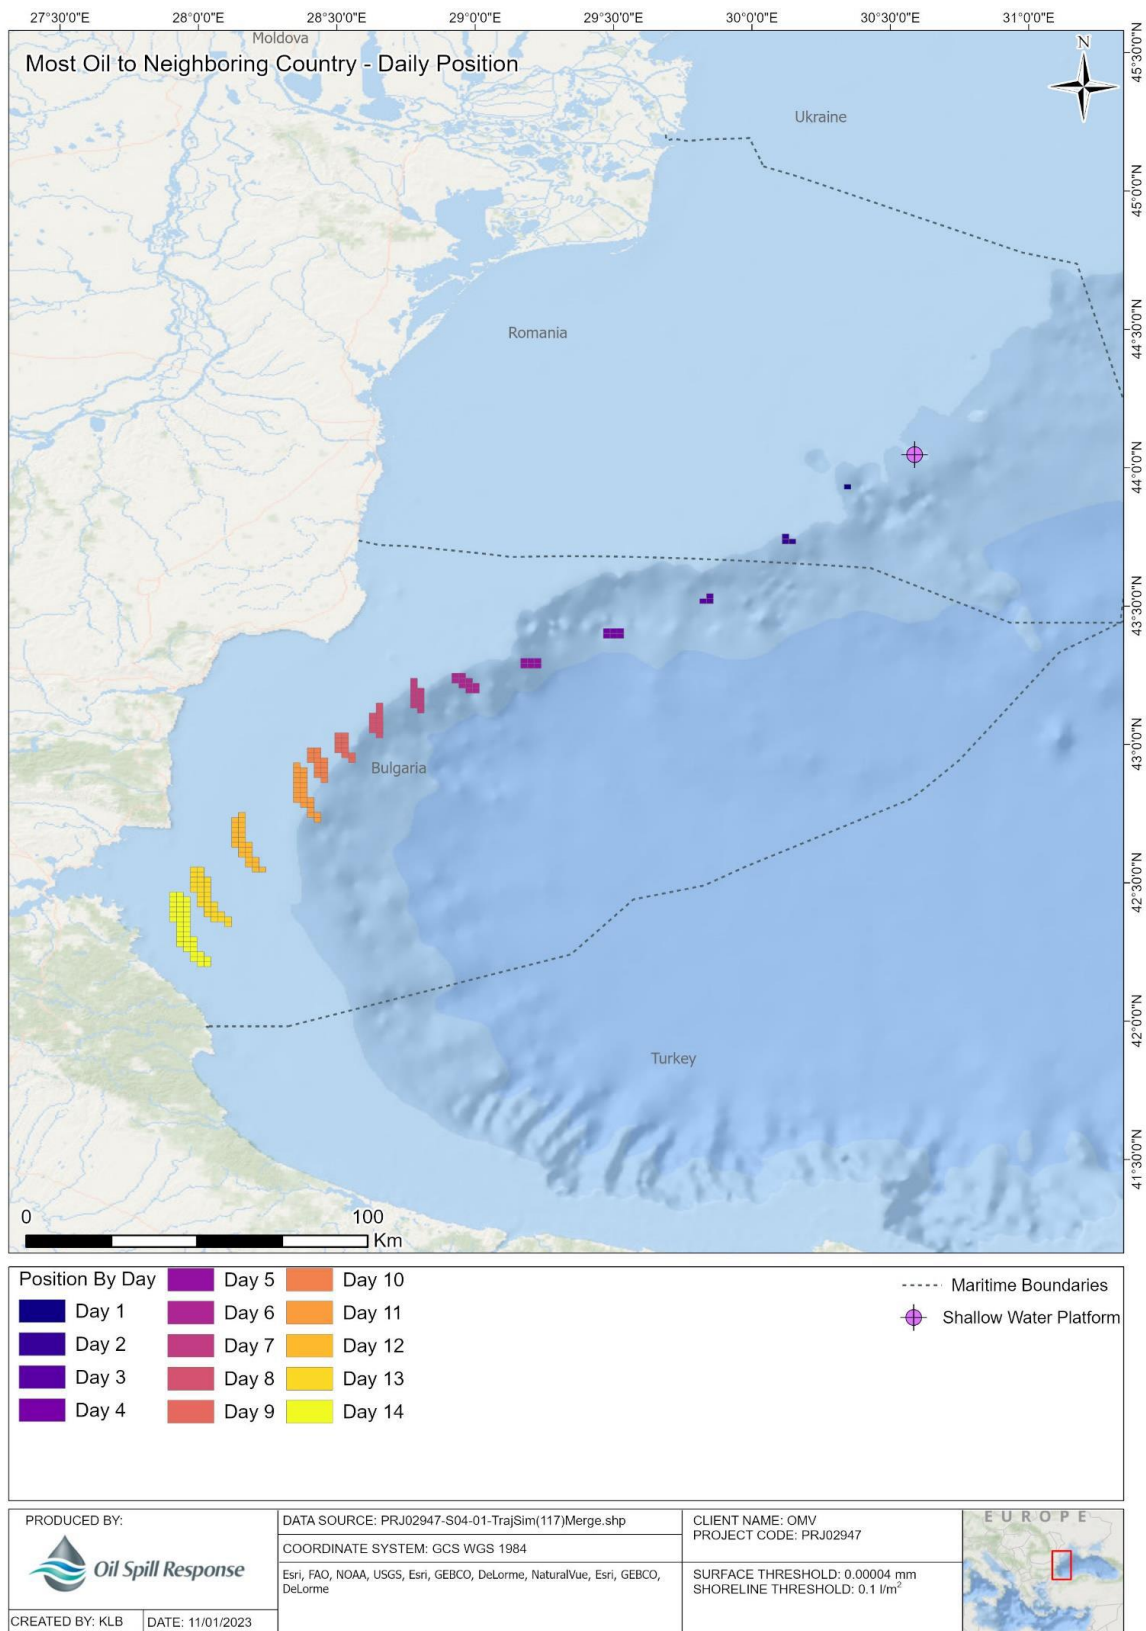 27°30'0"E 28°0'0"E 28°30'0"E 29°0'0"E 29°30'0"E 30°0'0"E 30°30'0"E 31°0'0"E
Moldova
Most Oil to Neighboring Country - Daily Position
N
Ukraine
Romania
Bulgaria
Turkey
45°30'0"N
45°0'0"N
44°30'0"N
44°0'0"N
43°30'0"N
43°0'0"N
42°30'0"N
42°0'0"N
41°30'0"N
0 100
Km
Position By Day
Day 1
Day 2
Day 3
Day 4
Day 5
Day 6
Day 7
Day 8
Day 9
Day 10
Day 11
Day 12
Day 13
Day 14
Maritime Boundaries
Shallow Water Platform
PRODUCED BY:
Oil Spill Response
CREATED BY: KLB
DATE: 11/01/2023
DATA SOURCE: PRJ02947-S04-01-TrajSim(117)Merge.shp
COORDINATE SYSTEM: GCS WGS 1984
Esri, FAO, NOAA, USGS, Esri, GEBCO, DeLorme, NaturalVue, Esri, GEBCO,
DeLorme
CLIENT NAME: OMV
PROJECT CODE: PRJ02947
SURFACE THRESHOLD: 0.00004 mm
SHORELINE THRESHOLD: 0.1 l/m²
EUROPE